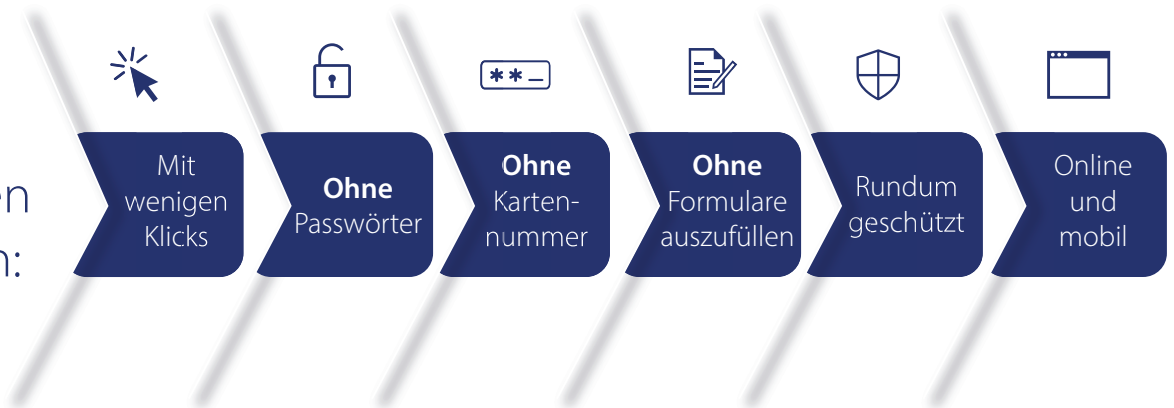 Mit
wenigen
Klicks
Ohne
Passwörter
Ohne
Karten-
nummer
Ohne
Formulare
auszufüllen
Rundum
geschützt
Online
und
mobil